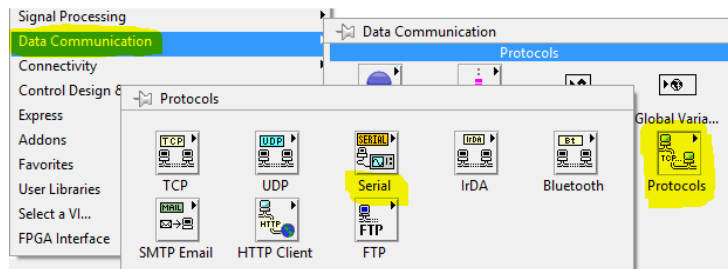 Signal Processing
Data Communication
Connectivity
Control Design &
Express
Addons
Favorites
User Libraries
Select a VI...
FPGA Interface
Data Communication
Protocols
Global Varia...
Protocols
Protocols
TCP
UDP
SERIAL
IrDA
Bt
TCP
UDP
Serial
IrDA
Bluetooth
MAIL
HTTP
FTP
SMTP Email
HTTP Client
FTP
TCP